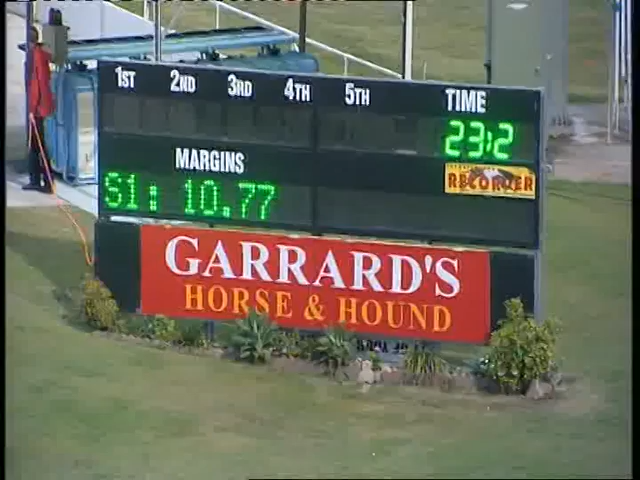 1ST 2ND 3RD 4TH 5TH TIME
23:2
MARGINS
S1: 10.77
RECORDER
GARRARD'S
HORSE & HOUND